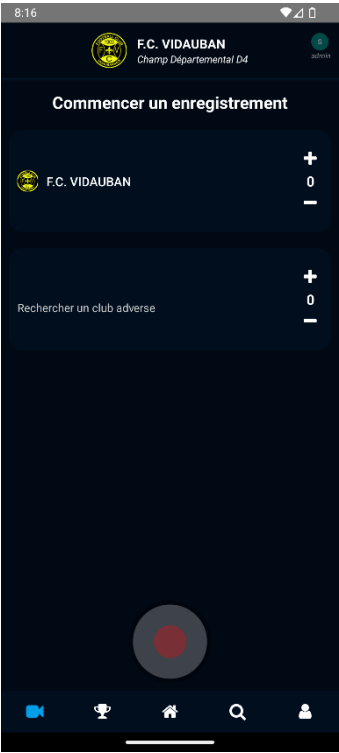 8:16
F.C. VIDAUBAN
Champ Départemental D4
S
admin
Commencer un enregistrement
F.C. VIDAUBAN
0
Rechercher un club adverse
0